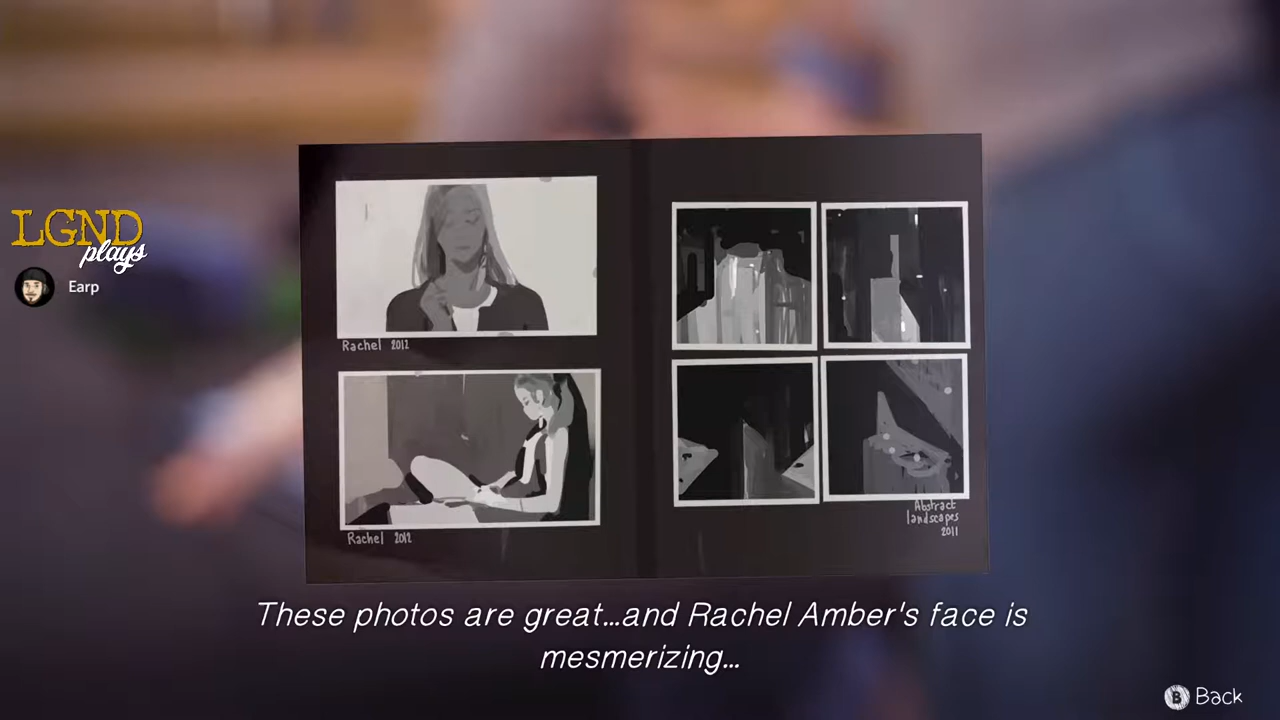 LGND
plays
Earp
Rachel 2012
Rachel 2012
Abstract
landscapes
2011
These photos are great...and Rachel Amber's face is
mesmerizing...
B Back